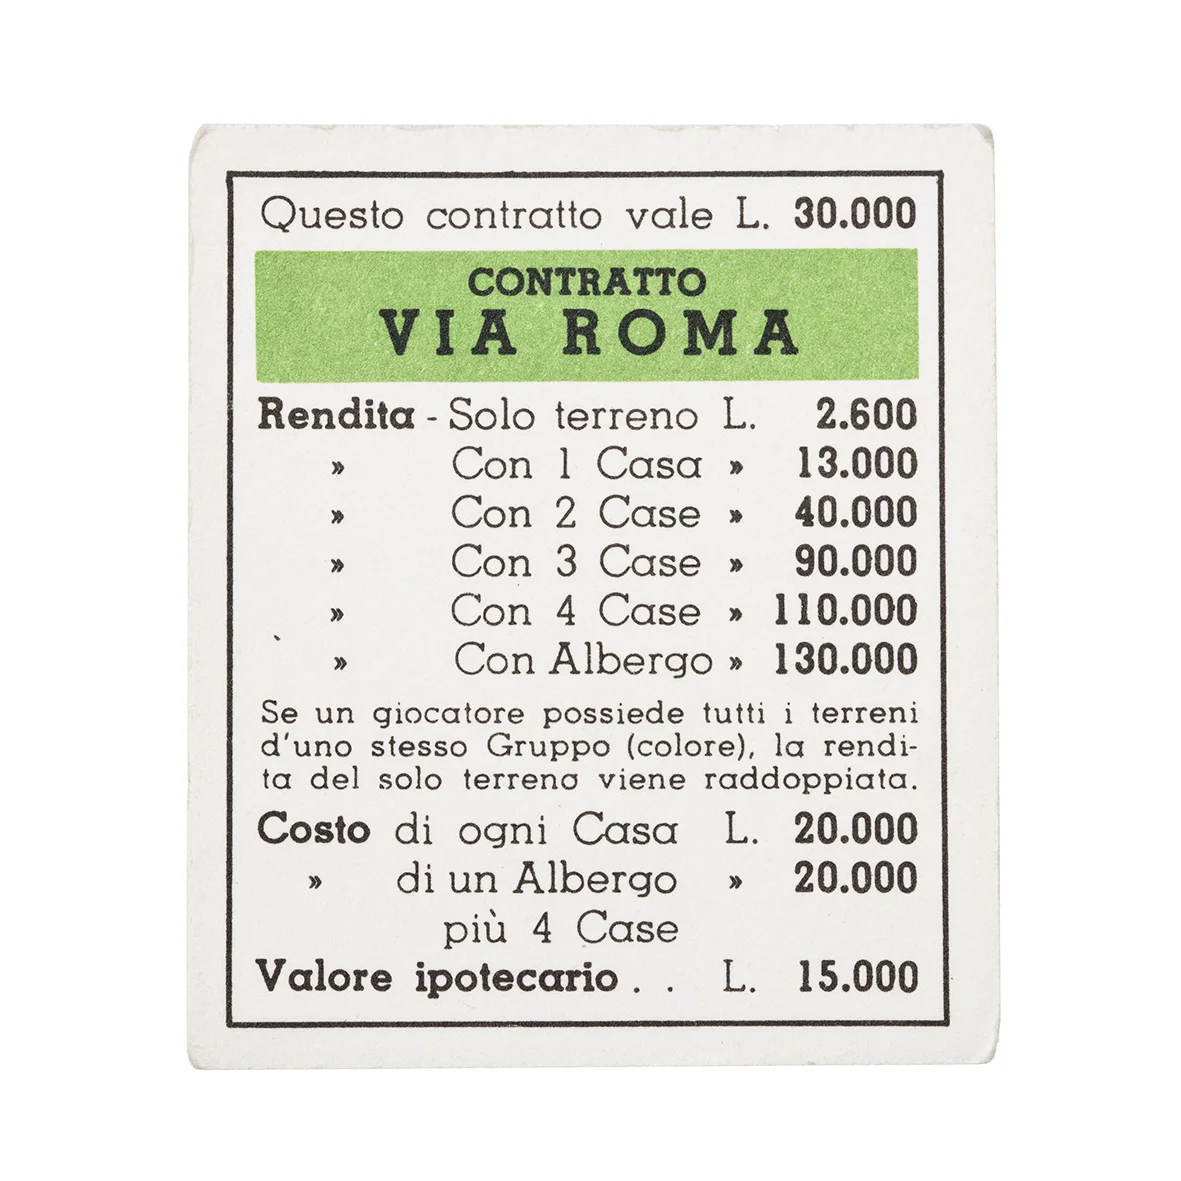 Questo contratto vale L. 30.000
CONTRATTO
VIA ROMA
Rendita - Solo terreno L. 2.600
» Con 1 Casa » 13.000
» Con 2 Case » 40.000
» Con 3 Case » 90.000
» Con 4 Case » 110.000
» Con Albergo » 130.000
Se un giocatore possiede tutti i terreni
d'uno stesso Gruppo (colore), la rendi-
ta del solo terreno viene raddoppiata.
Costo di ogni Casa L. 20.000
» di un Albergo » 20.000
più 4 Case
Valore ipotecario . . L. 15.000